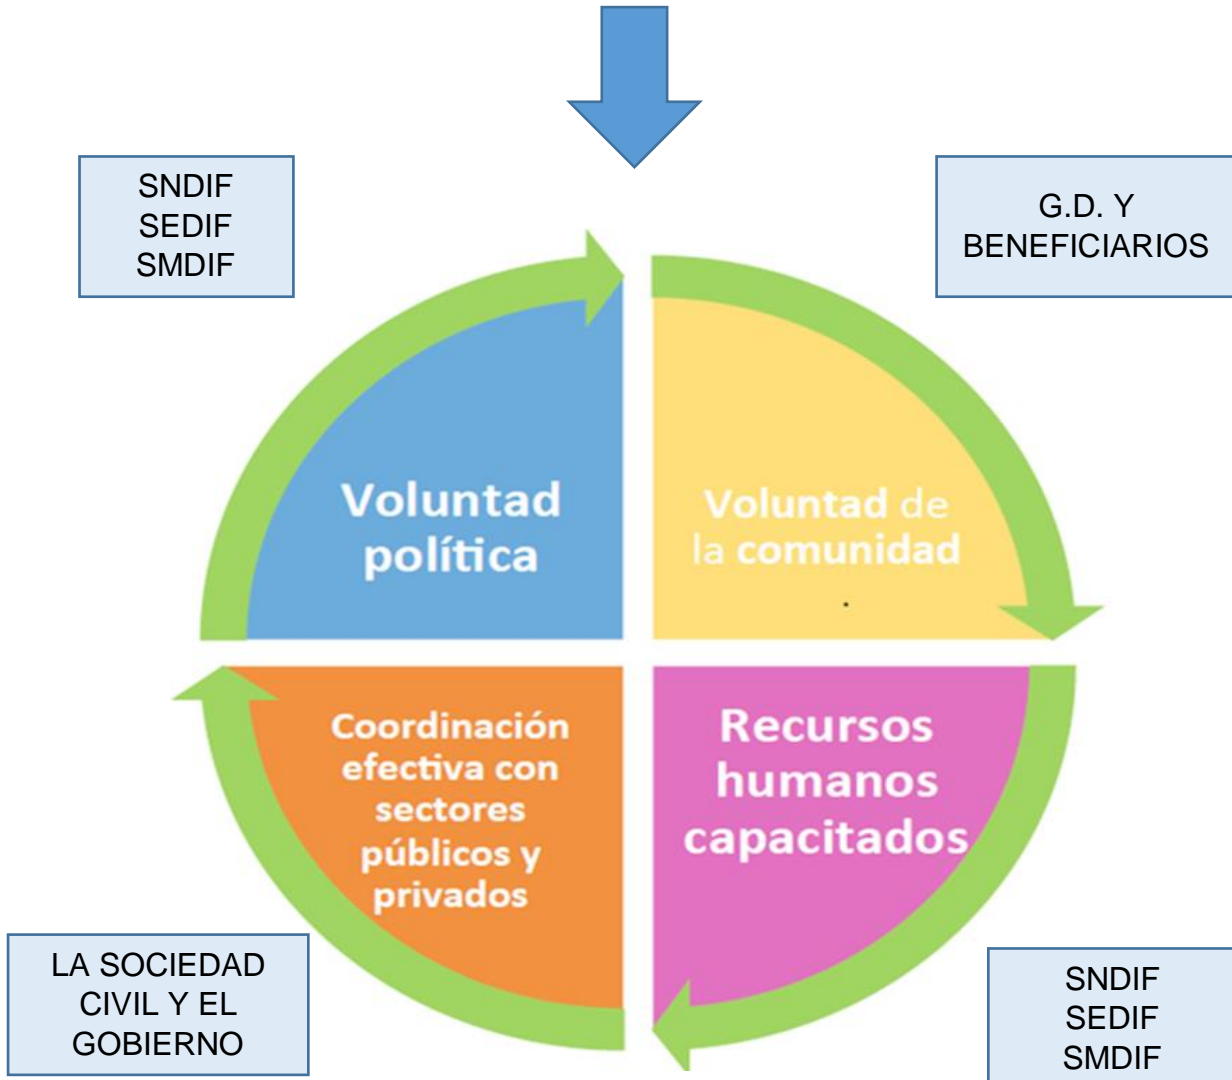 SNDIF
SEDIF
SMDIF
G.D. Y
BENEFICIARIOS
Voluntad
política
Voluntad de
la comunidad
.
Coordinación
efectiva con
sectores
públicos y
privados
Recursos
humanos
capacitados
LA SOCIEDAD
CIVIL Y EL
GOBIERNO
SNDIF
SEDIF
SMDIF